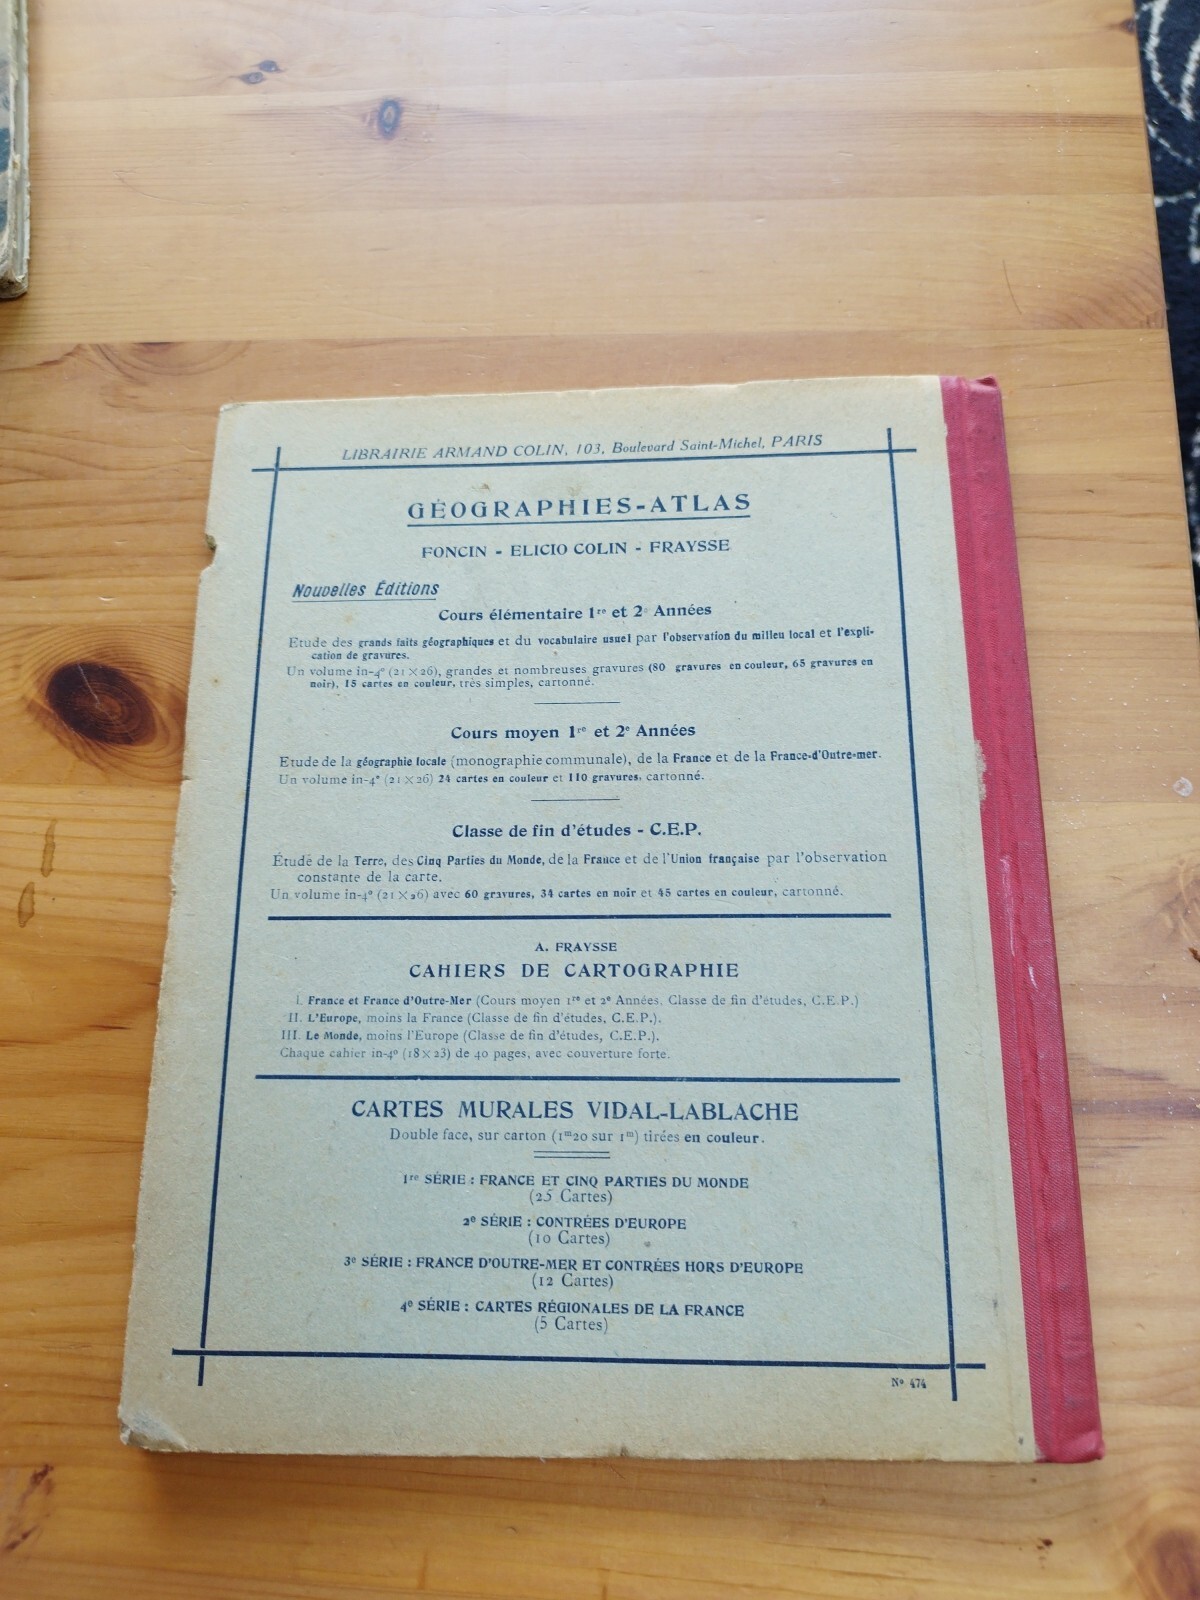 LIBRAIRIE ARMAND COLIN, 103, Boulevard Saint-Michel, PARIS
GÉOGRAPHIES-ATLAS
FONCIN - ELICIO COLIN - FRAYSSE
Nouvelles Éditions
Cours élémentaire 1re et 2e Années
Etude des grands faits géographiques et du vocabulaire usuel par l'observation du milieu local et l'expli-
cation de gravures.
Un volume in-4° (21×26), grandes et nombreuses gravures (80 gravures en couleur, 65 gravures en
noir), 15 cartes en couleur, très simples, cartonné.
Cours moyen 1re et 2e Années
Etude de la géographie locale (monographie communale), de la France et de la France-d'Outre-mer.
Un volume in-4° (21×26) 24 cartes en couleur et 110 gravures, cartonné.
Classe de fin d'études - C.E.P.
Étude de la Terre, des Cinq Parties du Monde, de la France et de l'Union française par l'observation
constante de la carte.
Un volume in-4° (21×26) avec 60 gravures, 34 cartes en noir et 45 cartes en couleur, cartonné.
A. FRAYSSE
CAHIERS DE CARTOGRAPHIE
I. France et France d'Outre-Mer (Cours moyen 1re et 2e Années, Classe de fin d'études, C.E.P.)
II. L'Europe, moins la France (Classe de fin d'études, C.E.P.).
III. Le Monde, moins l'Europe (Classe de fin d'études, C.E.P.).
Chaque cahier in-4° (18×23) de 40 pages, avec couverture forte.
CARTES MURALES VIDAL-LABLACHE
Double face, sur carton (1m20 sur 1m) tirées en couleur.
1re SÉRIE : FRANCE ET CINQ PARTIES DU MONDE
(25 Cartes)
2e SÉRIE : CONTRÉES D'EUROPE
(10 Cartes)
3e SÉRIE : FRANCE D'OUTRE-MER ET CONTRÉES HORS D'EUROPE
(12 Cartes)
4e SÉRIE : CARTES RÉGIONALES DE LA FRANCE
(5 Cartes)
N° 474